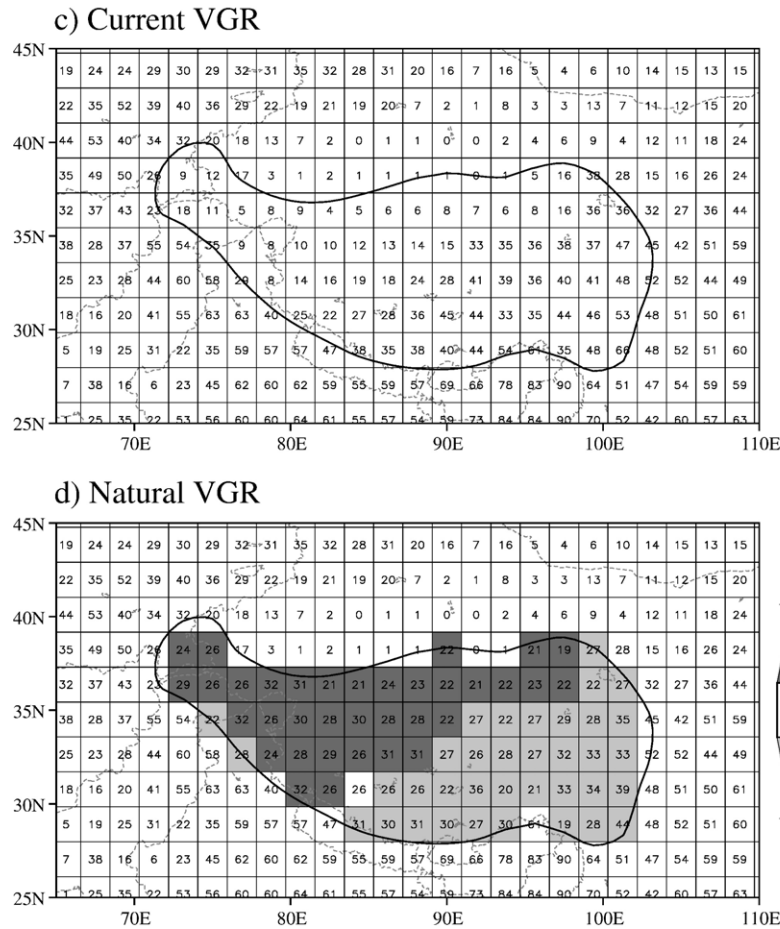 c) Current VGR
45N
19 24 24 29 30 29 32 31 35 32 28 31 20 16 7 16 5 4 6 10 14 15 13 15
22 35 52 39 40 36 29 22 19 21 19 20 7 2 1 8 3 3 13 7 11 12 15 20
40N
44 53 40 34 32 20 18 13 7 2 0 1 1 0 0 2 4 6 9 4 12 11 18 24
35 49 50 26 9 12 17 3 1 2 1 1 1 1 0 1 5 16 38 28 15 16 26 24
32 37 43 23 18 11 5 8 9 4 5 6 6 8 7 6 8 16 36 36 32 27 36 44
35N
38 28 37 55 54 35 9 8 10 10 12 13 14 15 33 35 36 38 37 47 45 42 51 59
25 23 28 44 60 58 29 8 14 16 19 18 24 28 41 39 36 40 41 48 52 52 44 49
30N
18 16 20 41 55 63 63 40 25 22 27 28 36 45 44 33 35 44 46 53 48 51 50 61
5 19 25 31 22 35 59 57 57 47 38 35 38 40 44 54 61 35 48 66 48 52 51 60
7 38 16 6 23 45 62 60 62 59 55 59 57 69 66 78 83 90 64 51 47 54 59 59
25N
1 25 35 22 53 56 60 60 64 61 55 57 54 59 73 84 84 90 70 52 42 60 57 63
70E 80E 90E 100E 110E
d) Natural VGR
45N
19 24 24 29 30 29 32 31 35 32 28 31 20 16 7 16 5 4 6 10 14 15 13 15
22 35 52 39 40 36 29 22 19 21 19 20 7 2 1 8 3 3 13 7 11 12 15 20
40N
44 53 40 34 32 20 18 13 7 2 0 1 1 0 0 2 4 6 9 4 12 11 18 24
35 49 50 26 24 26 17 3 1 2 1 1 1 22 0 1 21 19 27 28 15 16 26 24
32 37 43 23 29 26 26 32 31 21 21 24 23 22 21 22 23 22 22 27 32 27 36 44
35N
38 28 37 55 54 22 32 26 30 28 30 28 28 22 27 22 27 29 28 35 45 42 51 59
25 23 28 44 60 58 28 24 28 29 26 31 31 27 26 28 27 32 33 33 52 52 44 49
30N
18 16 20 41 55 63 63 40 32 26 26 26 26 22 36 20 21 33 34 39 48 51 50 61
5 19 25 31 22 35 59 57 57 47 31 30 31 30 27 30 61 19 28 44 48 52 51 60
7 38 16 6 23 45 62 60 62 59 55 59 57 69 66 78 83 90 64 51 47 54 59 59
25N
1 25 35 22 53 56 60 60 64 61 55 57 54 59 73 84 84 90 70 52 42 60 57 63
70E 80E 90E 100E 110E